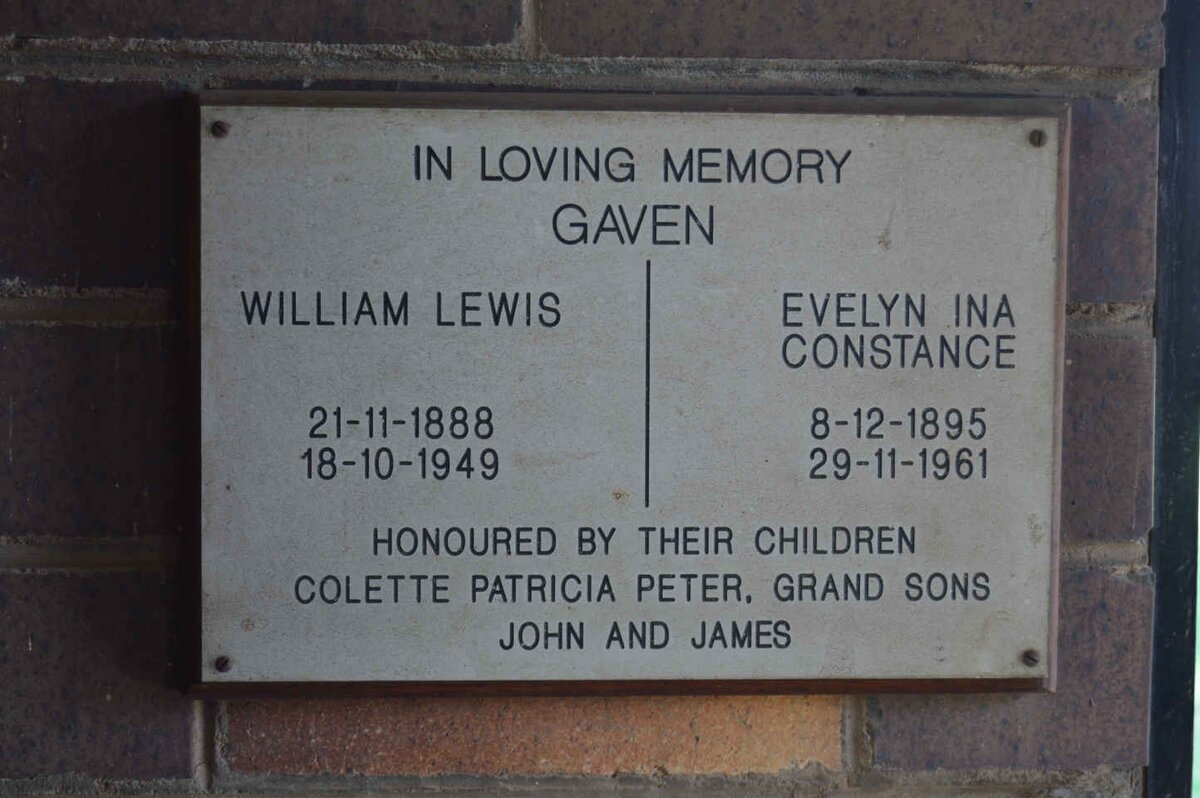 IN LOVING MEMORY
GAVEN
WILLIAM LEWIS
21-11-1888
18-10-1949
EVELYN INA
CONSTANCE
8-12-1895
29-11-1961
HONOURED BY THEIR CHILDREN
COLETTE PATRICIA PETER, GRAND SONS
JOHN AND JAMES